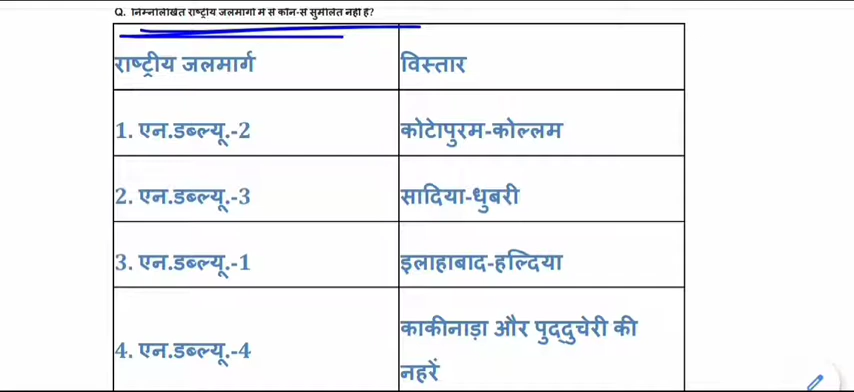 Q. निम्नलिखित राष्ट्रीय जलमार्गों में से कौन-से सुमेलित नहीं हैं?
राष्ट्रीय जलमार्ग विस्तार
1. एन.डब्ल्यू.-2 कोटेापुरम-कोल्लम
2. एन.डब्ल्यू.-3 सादिया-धुबरी
3. एन.डब्ल्यू.-1 इलाहाबाद-हल्दिया
4. एन.डब्ल्यू.-4 काकीनाड़ा और पुद्दुचेरी की
नहरें